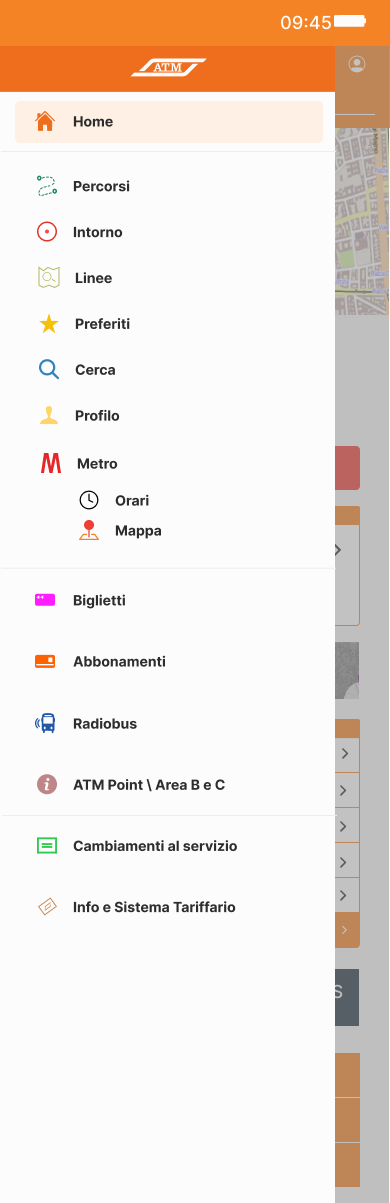 09:45
ATM
Home
Percorsi
Intorno
Linee
Preferiti
Cerca
Profilo
Metro
Orari
Mappa
Biglietti
Abbonamenti
Radiobus
ATM Point \ Area B e C
Cambiamenti al servizio
Info e Sistema Tariffario
S